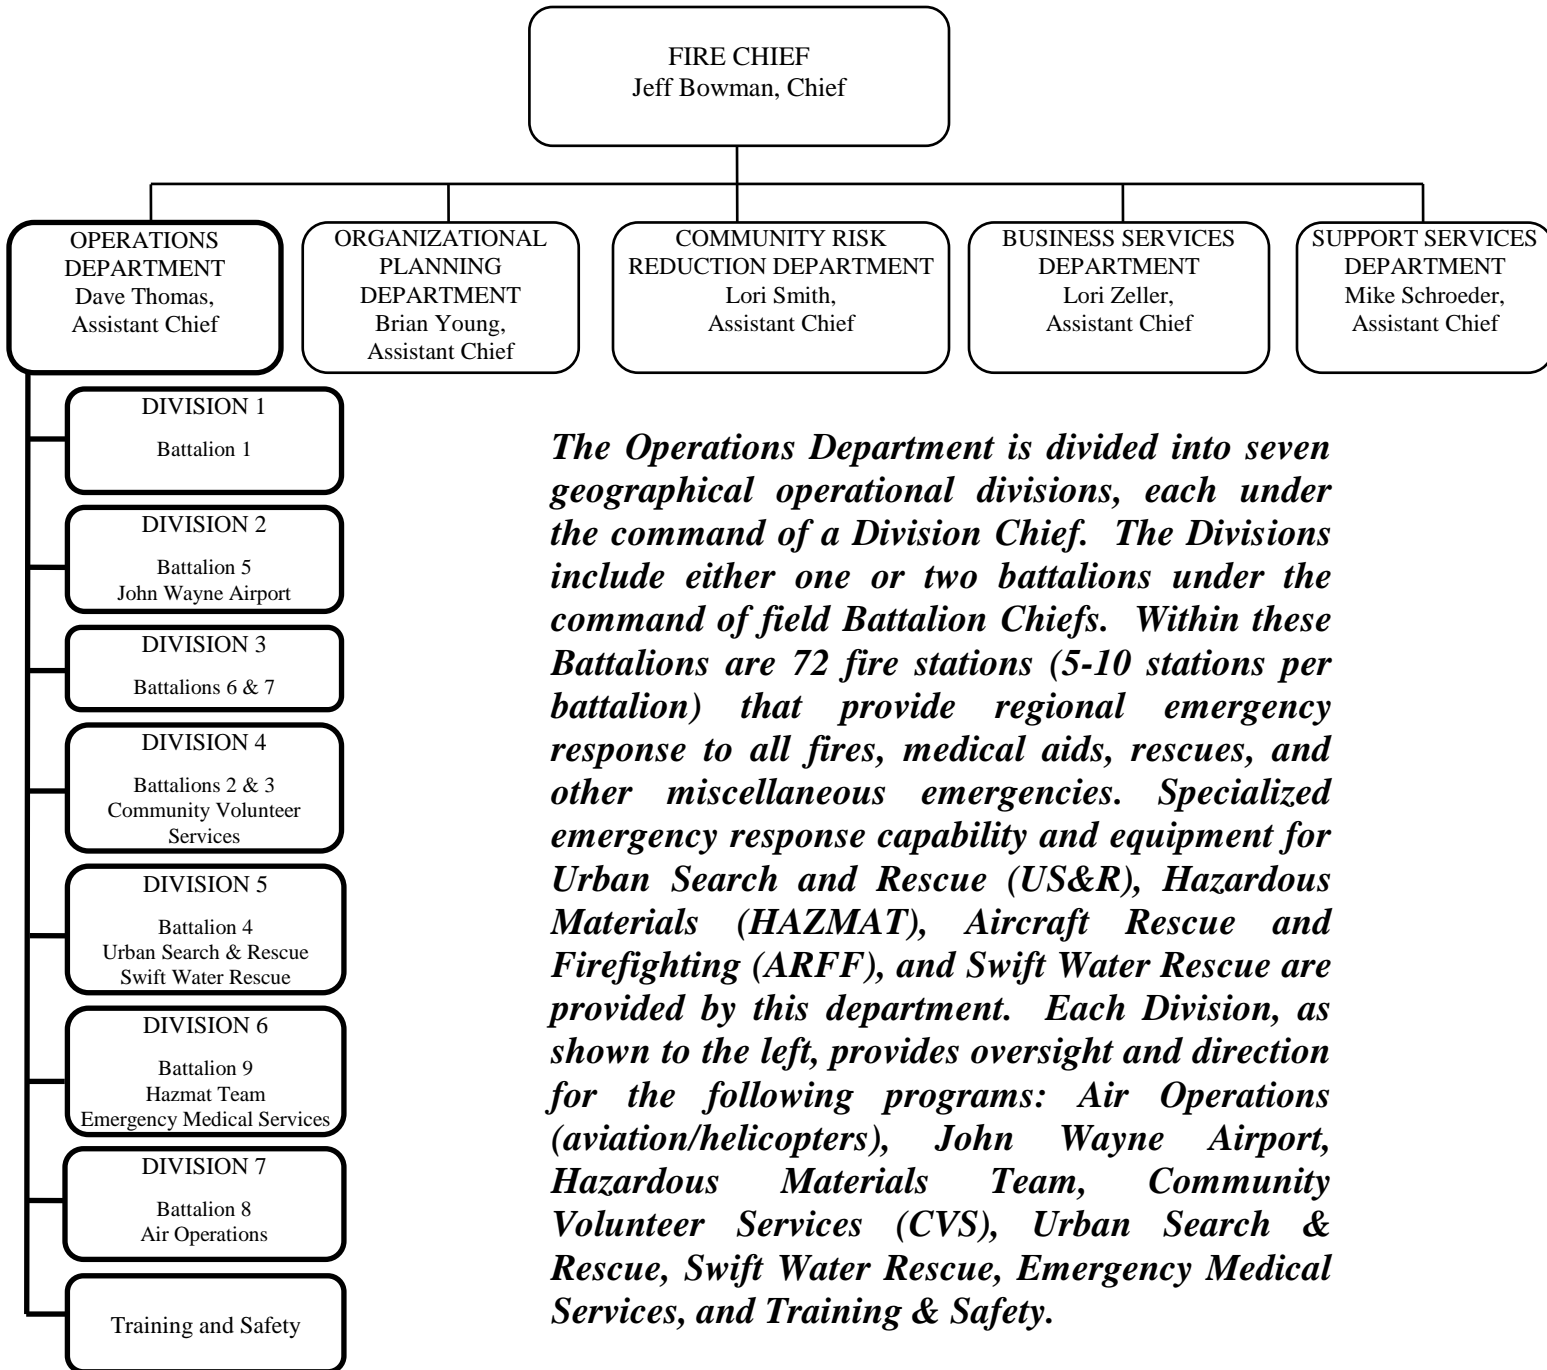 FIRE CHIEF
Jeff Bowman, Chief
OPERATIONS
DEPARTMENT
Dave Thomas,
Assistant Chief
ORGANIZATIONAL
PLANNING
DEPARTMENT
Brian Young,
Assistant Chief
COMMUNITY RISK
REDUCTION DEPARTMENT
Lori Smith,
Assistant Chief
BUSINESS SERVICES
DEPARTMENT
Lori Zeller,
Assistant Chief
SUPPORT SERVICES
DEPARTMENT
Mike Schroeder,
Assistant Chief
DIVISION 1
Battalion 1
DIVISION 2
Battalion 5
John Wayne Airport
DIVISION 3
Battalions 6 & 7
DIVISION 4
Battalions 2 & 3
Community Volunteer
Services
DIVISION 5
Battalion 4
Urban Search & Rescue
Swift Water Rescue
DIVISION 6
Battalion 9
Hazmat Team
Emergency Medical Services
DIVISION 7
Battalion 8
Air Operations
Training and Safety
The Operations Department is divided into seven
geographical operational divisions, each under
the command of a Division Chief. The Divisions
include either one or two battalions under the
command of field Battalion Chiefs. Within these
Battalions are 72 fire stations (5-10 stations per
battalion) that provide regional emergency
response to all fires, medical aids, rescues, and
other miscellaneous emergencies. Specialized
emergency response capability and equipment for
Urban Search and Rescue (US&R), Hazardous
Materials (HAZMAT), Aircraft Rescue and
Firefighting (ARFF), and Swift Water Rescue are
provided by this department. Each Division, as
shown to the left, provides oversight and direction
for the following programs: Air Operations
(aviation/helicopters), John Wayne Airport,
Hazardous Materials Team, Community
Volunteer Services (CVS), Urban Search &
Rescue, Swift Water Rescue, Emergency Medical
Services, and Training & Safety.